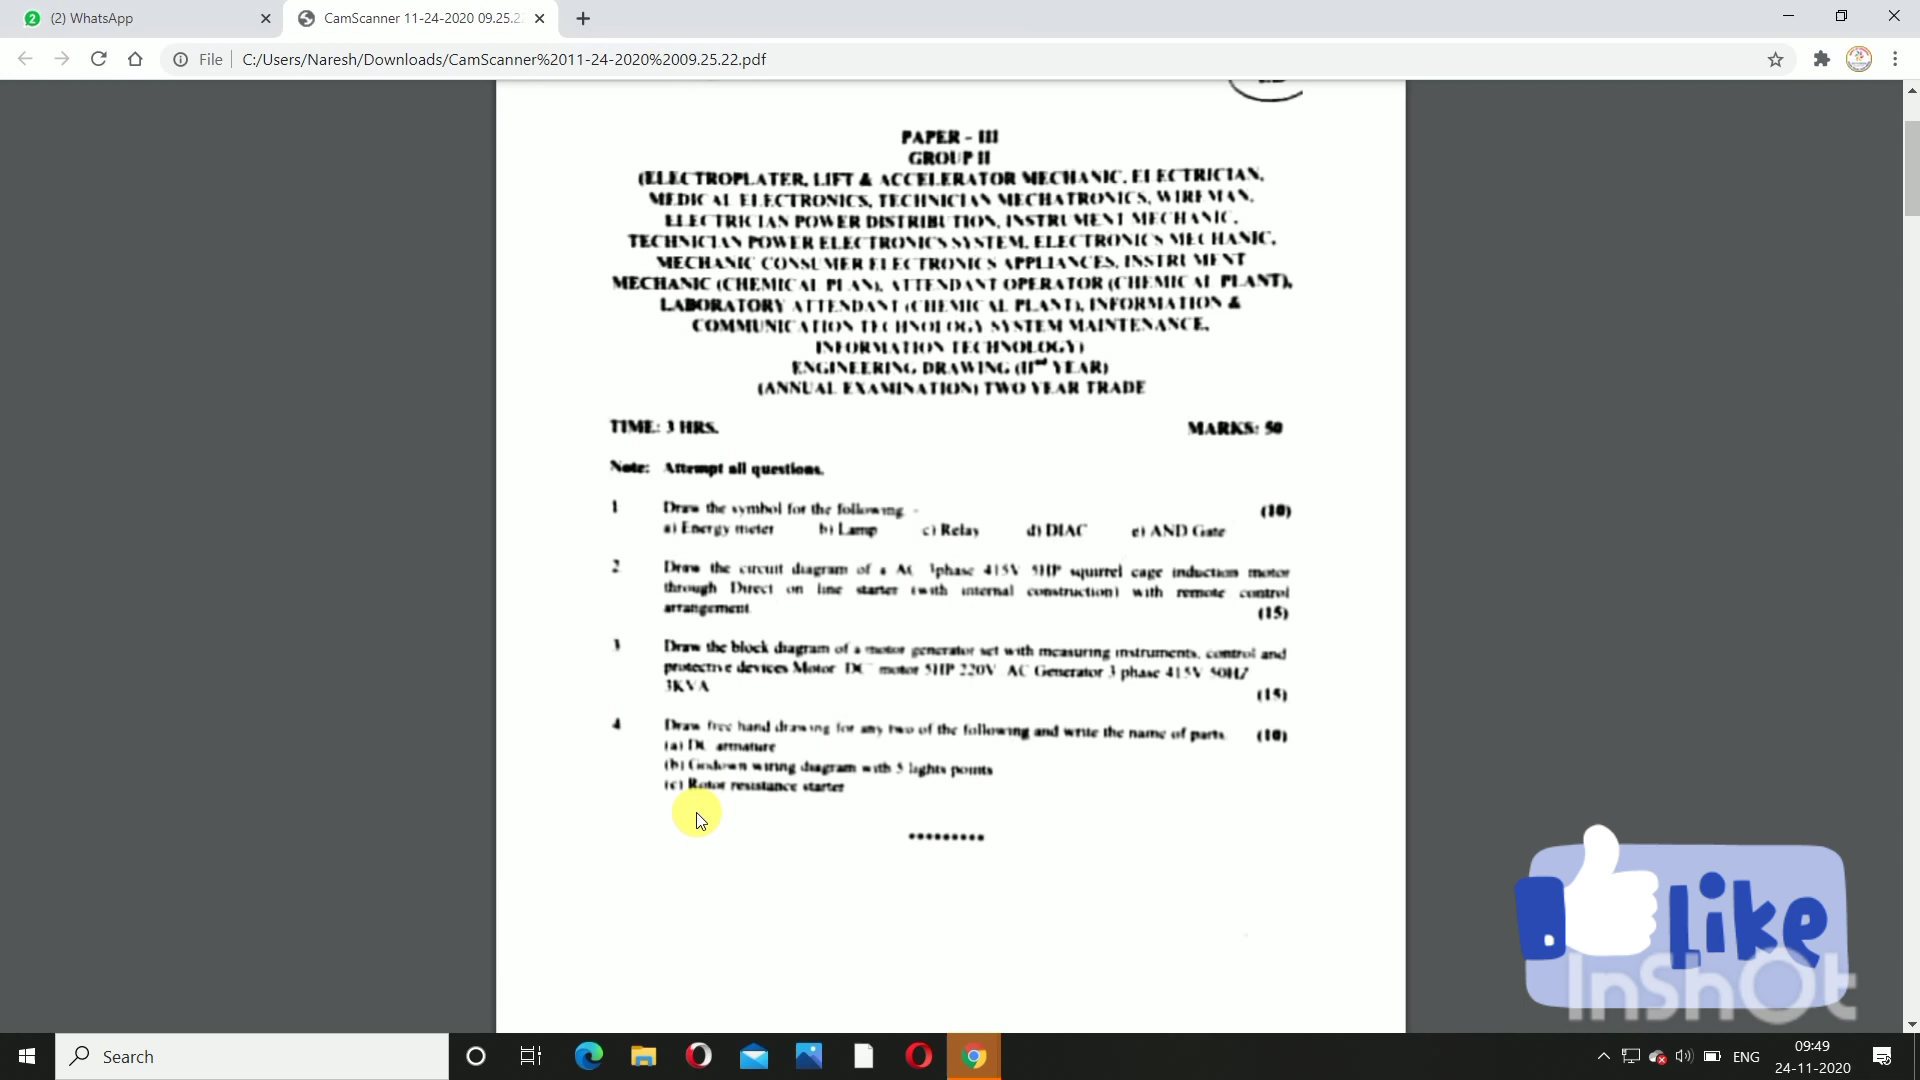 (2) WhatsApp
CamScanner 11-24-2020 09.25.22
File
C:/Users/Naresh/Downloads/CamScanner%2011-24-2020%2009.25.22.pdf
PAPER - III
GROUP II
(ELECTROPLATER, LIFT & ACCELERATOR MECHANIC, ELECTRICIAN,
MEDICAL ELECTRONICS, TECHNICIAN MECHATRONICS, WIREMAN,
ELECTRICIAN POWER DISTRIBUTION, INSTRUMENT MECHANIC,
TECHNICIAN POWER ELECTRONICS SYSTEM, ELECTRONICS MECHANIC,
MECHANIC CONSUMER ELECTRONICS APPLIANCES, INSTRUMENT
MECHANIC (CHEMICAL PLAN), ATTENDANT OPERATOR (CHEMICAL PLANT),
LABORATORY ATTENDANT (CHEMICAL PLANT), INFORMATION &
COMMUNICATION TECHNOLOGY SYSTEM MAINTENANCE,
INFORMATION TECHNOLOGY)
ENGINEERING DRAWING (IInd YEAR)
(ANNUAL EXAMINATION) TWO YEAR TRADE
TIME: 3 HRS. MARKS: 50
Note: Attempt all questions.
1 Draw the symbol for the following - (10)
a) Energy meter b) Lamp c) Relay d) DIAC e) AND Gate
2 Draw the circuit diagram of a AC 3phase 415V 5HP squirrel cage induction motor
through Direct on line starter (with internal construction) with remote control
arrangement (15)
3 Draw the block diagram of a motor generator set with measuring instruments, control and
protective devices Motor DC motor 5HP 220V AC Generator 3 phase 415V 50HZ
3KVA (15)
4 Draw free hand drawing for any two of the following and write the name of parts (10)
(a) DC armature
(b) Godown wiring diagram with 5 lights points
(c) Rotor resistance starter
*********
Like
InShOt
Search
ENG
09:49
24-11-2020